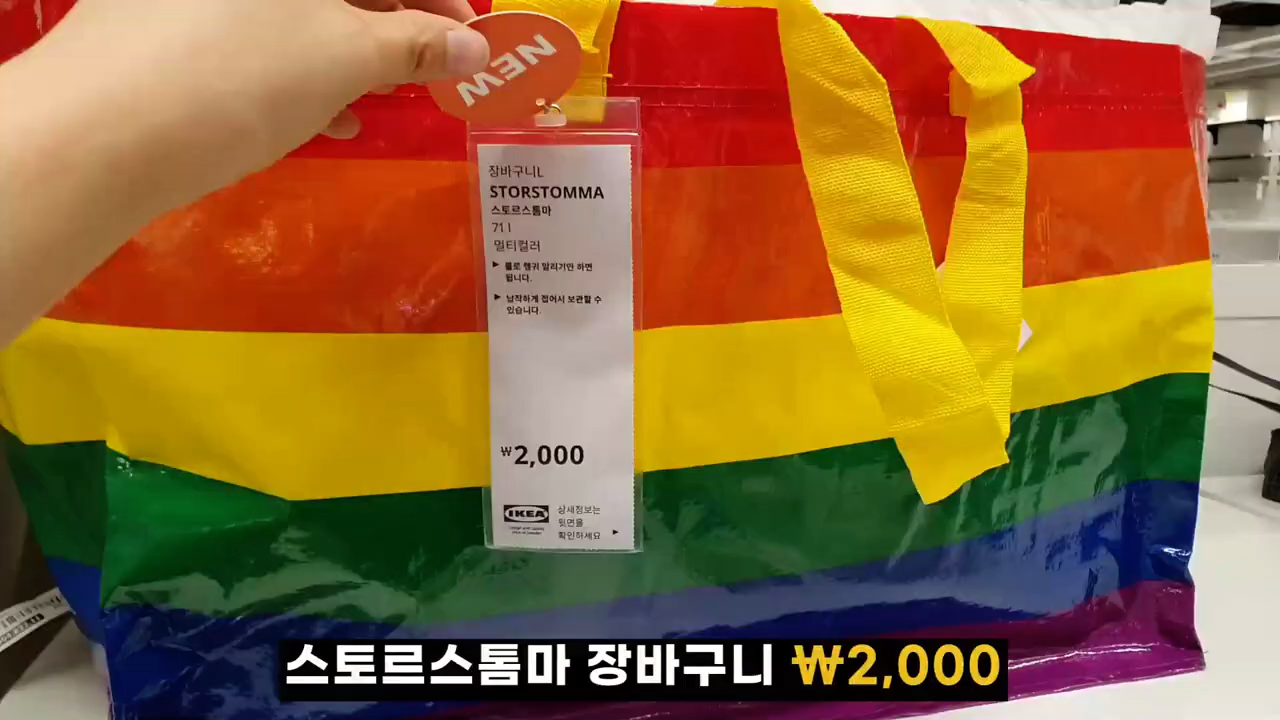 NEW
장바구니L
STORSTOMMA
스토르스톰마
71 l
멀티컬러
▶ 물로 헹궈 말리기만 하면
됩니다.
▶ 납작하게 접어서 보관할 수
있습니다.
₩2,000
IKEA
상세정보는
뒷면을
확인하세요 ▶
스토르스톰마 장바구니 ₩2,000